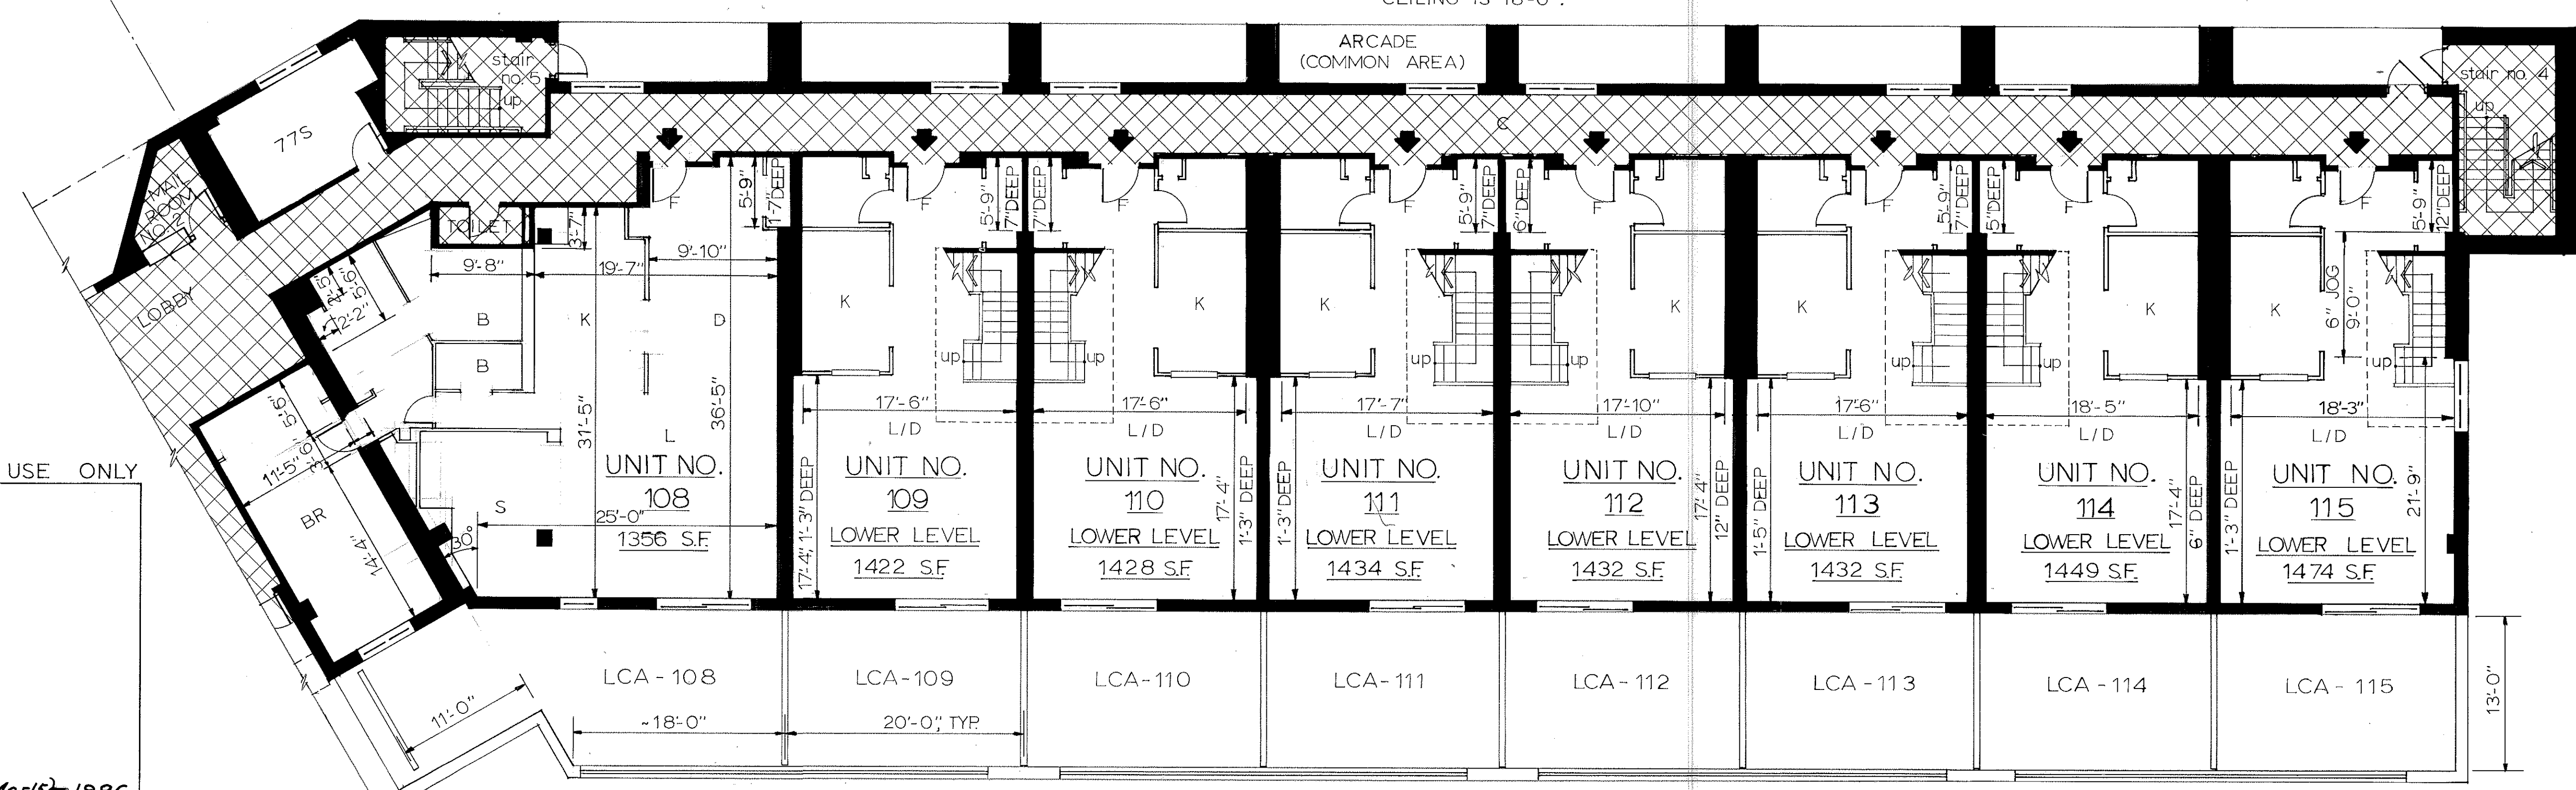 CEILING IS 18'-0".
ARCADE
(COMMON AREA)
stair
no. 5
up
stair no. 4
up
77S
C
MAIL
ROOM
NO. 2
TOILET
LOBBY
F
F
F
F
F
F
F
F
3'-7"
5'-9"
1'-7" DEEP
5'-9"
7" DEEP
7" DEEP
5'-9"
7" DEEP
6" DEEP
5'-9"
7" DEEP
5" DEEP
5'-9"
12" DEEP
9'-8"
19'-7"
9'-10"
2'-5"
5'-5"
2'-2"
B
K
D
B
K
K
K
K
K
K
K
6" JOG
9'-0"
up
up
up
up
up
up
up
5'-6"
3'-6"
11'-5"
14'-4"
BR
31'-5"
36'-5"
L
S
25'-0"
30°
17'-6"
17'-6"
17'-7"
17'-10"
17'-6"
18'-5"
18'-3"
L/D
L/D
L/D
L/D
L/D
L/D
L/D
UNIT NO.
108
1356 S.F.
17'-4", 1'-3" DEEP
UNIT NO.
109
LOWER LEVEL
1422 S.F.
UNIT NO.
110
LOWER LEVEL
1428 S.F.
17'-4"
1'-3" DEEP
1'-3" DEEP
UNIT NO.
111
LOWER LEVEL
1434 S.F.
UNIT NO.
112
LOWER LEVEL
1432 S.F.
17'-4"
12" DEEP
1'-5" DEEP
UNIT NO.
113
LOWER LEVEL
1432 S.F.
UNIT NO.
114
LOWER LEVEL
1449 S.F.
17'-4"
6" DEEP
1'-3" DEEP
UNIT NO.
115
LOWER LEVEL
1474 S.F.
21'-9"
USE ONLY
LCA - 108
LCA - 109
LCA - 110
LCA - 111
LCA - 112
LCA - 113
LCA - 114
LCA - 115
11'-0"
~18'-0"
20'-0", TYP.
13'-0"
1986